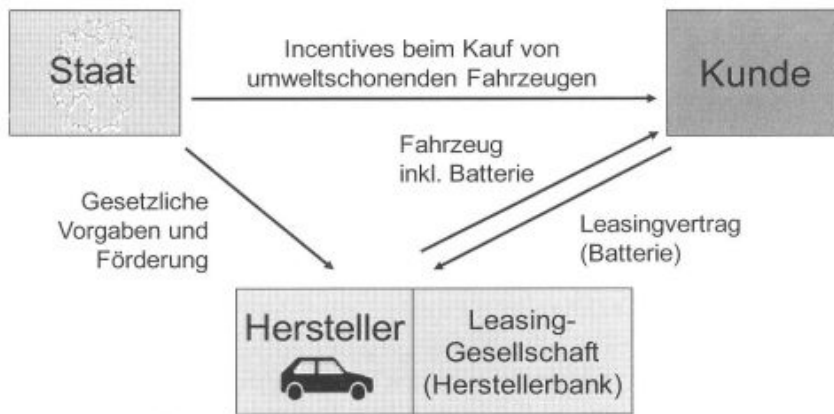 Staat
Incentives beim Kauf von
umweltschonenden Fahrzeugen
Kunde
Fahrzeug
inkl. Batterie
Gesetzliche
Vorgaben und
Förderung
Leasingvertrag
(Batterie)
Hersteller
Leasing-
Gesellschaft
(Herstellerbank)